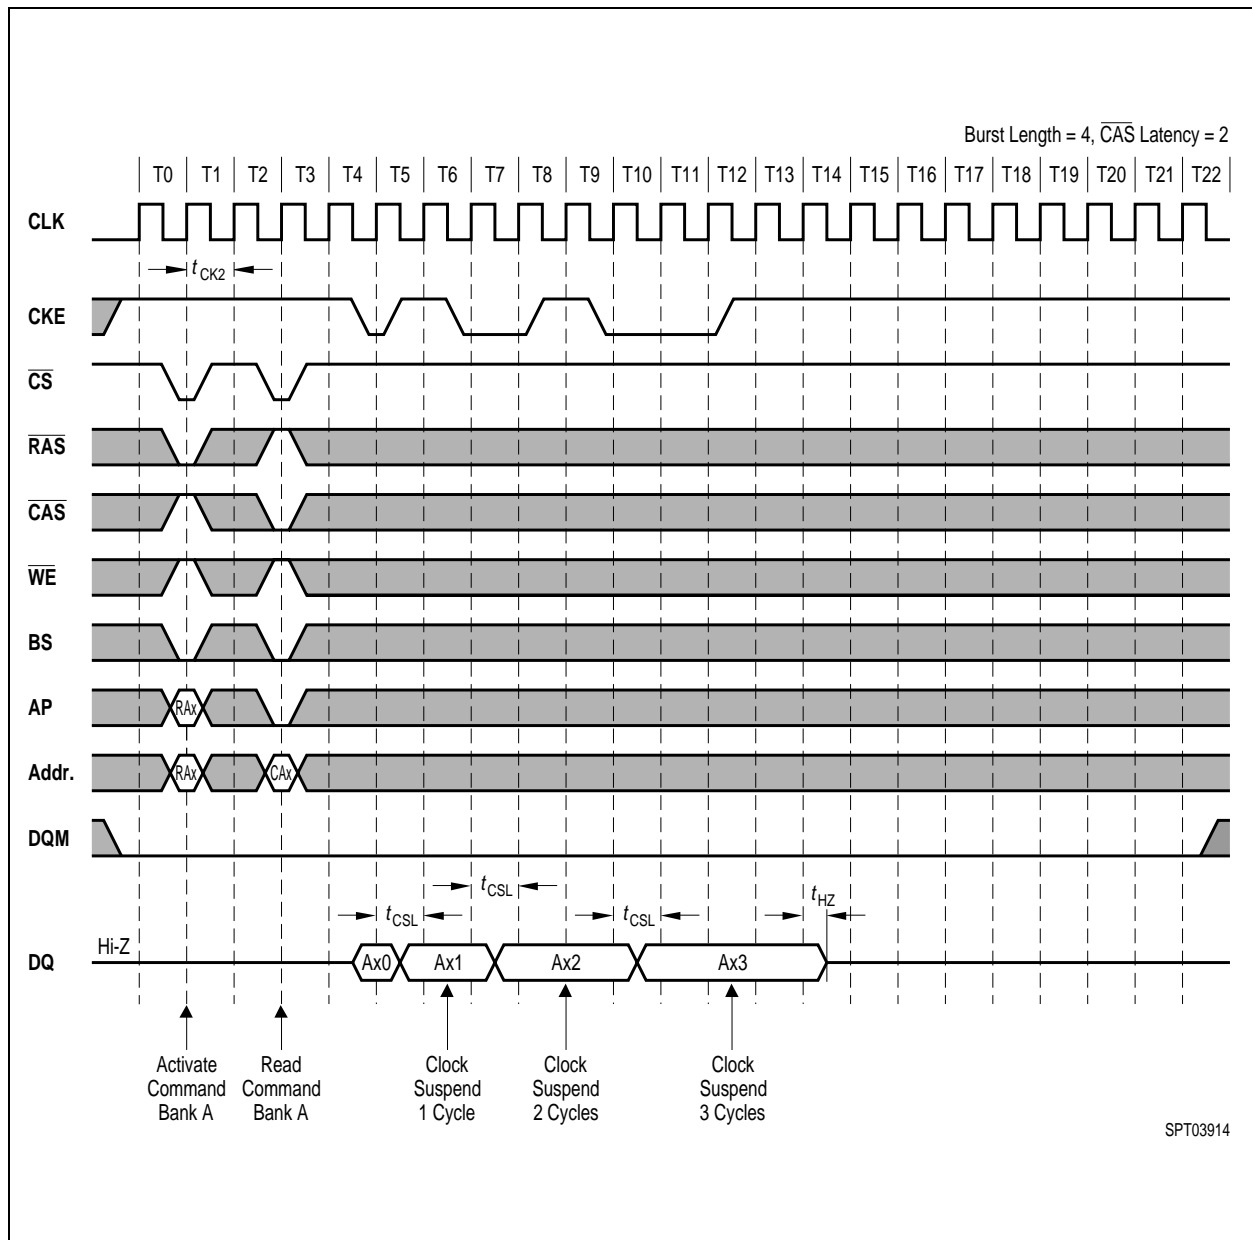 Burst Length = 4, CAS Latency = 2
T0 T1 T2 T3 T4 T5 T6 T7 T8 T9 T10 T11 T12 T13 T14 T15 T16 T17 T18 T19 T20 T21 T22
CLK
tCK2
CKE
CS
RAS
CAS
WE
BS
AP
RAx
Addr.
RAx
CAx
DQM
tCSL
tCSL
tCSL
tHZ
DQ
Hi-Z
Ax0
Ax1
Ax2
Ax3
Activate
Command
Bank A
Read
Command
Bank A
Clock
Suspend
1 Cycle
Clock
Suspend
2 Cycles
Clock
Suspend
3 Cycles
SPT03914